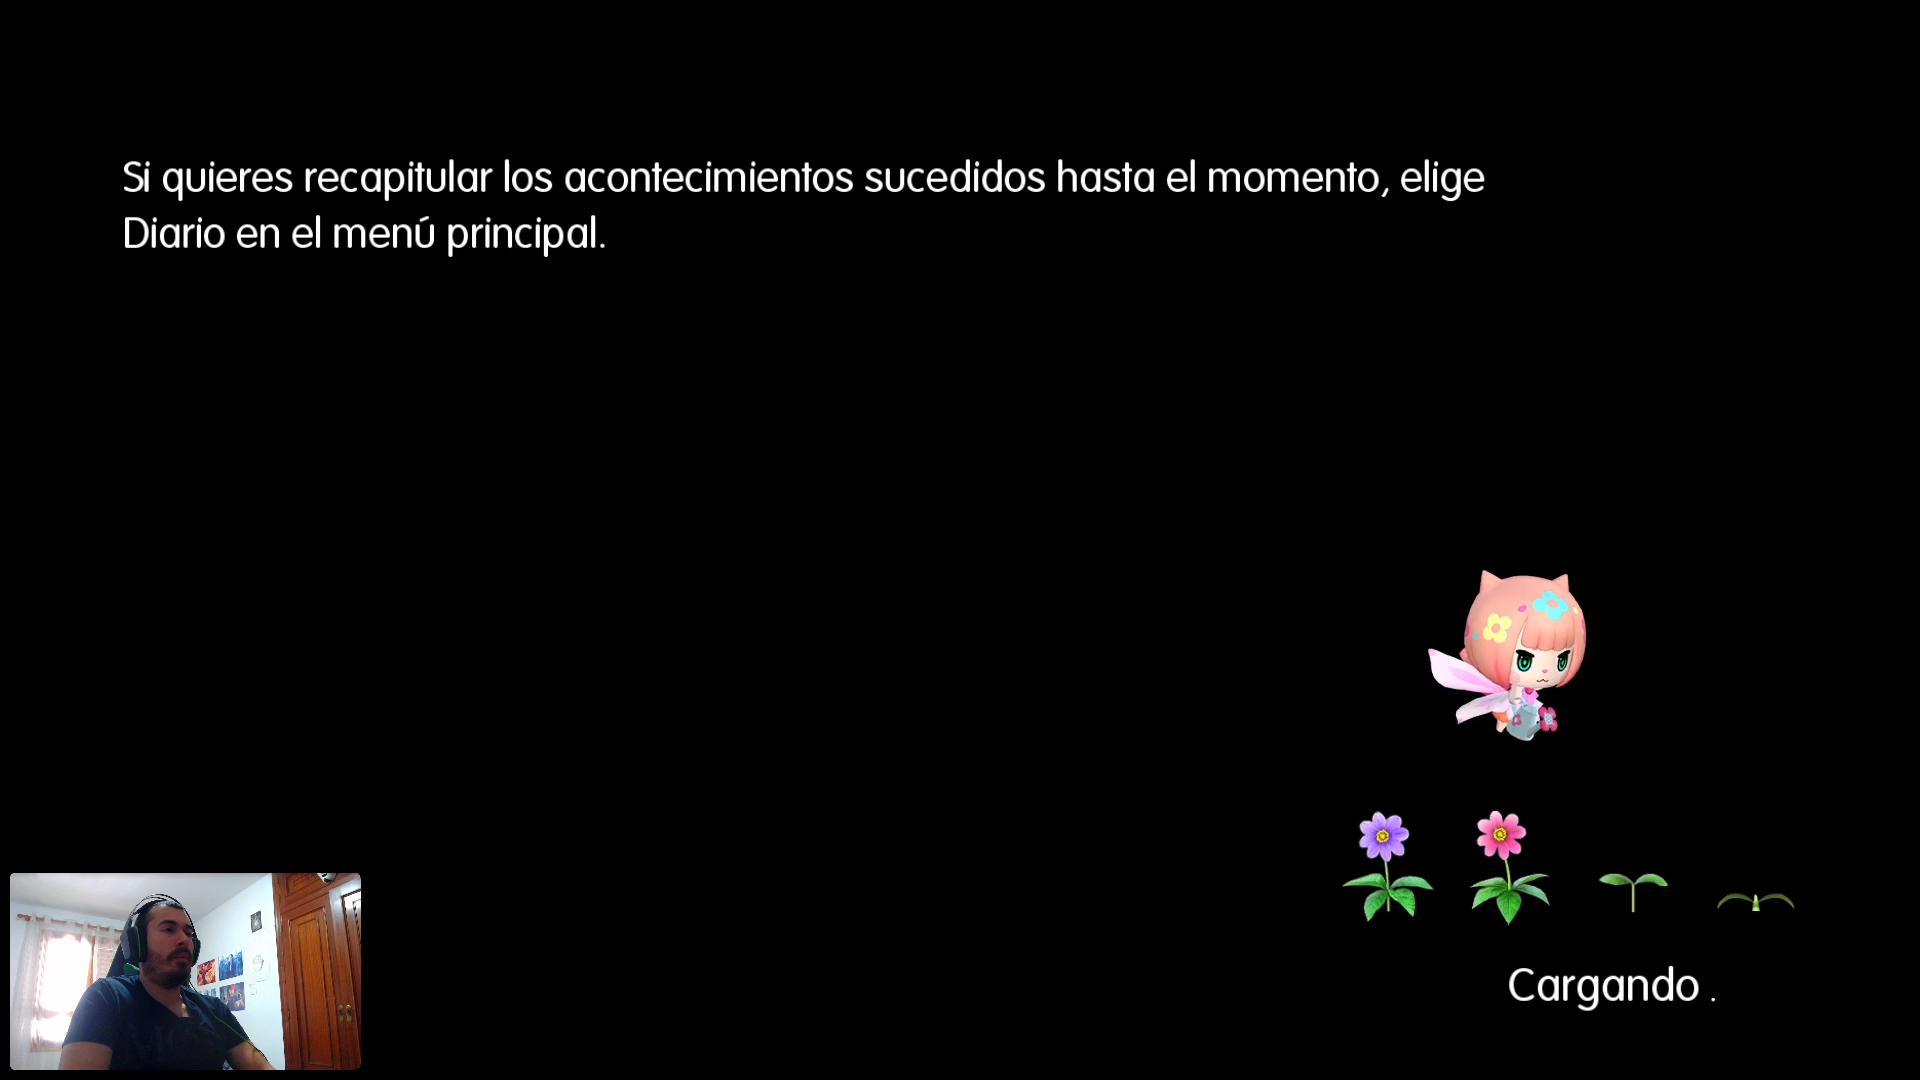 Si quieres recapitular los acontecimientos sucedidos hasta el momento, elige
Diario en el menú principal.
Cargando .